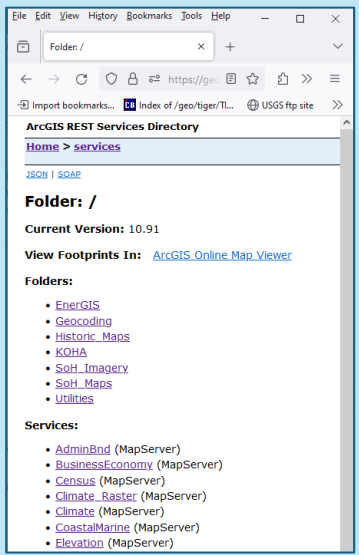 File Edit View History Bookmarks Tools Help
Folder: /
https://geo
Import bookmarks... CB Index of /geo/tiger/TI... USGS ftp site
ArcGIS REST Services Directory
Home > services
JSON | SOAP
Folder: /
Current Version: 10.91
View Footprints In: ArcGIS Online Map Viewer
Folders:
• EnerGIS
• Geocoding
• Historic_Maps
• KOHA
• SoH_Imagery
• SoH_Maps
• Utilities
Services:
• AdminBnd (MapServer)
• BusinessEconomy (MapServer)
• Census (MapServer)
• Climate_Raster (MapServer)
• Climate (MapServer)
• CoastalMarine (MapServer)
• Elevation (MapServer)